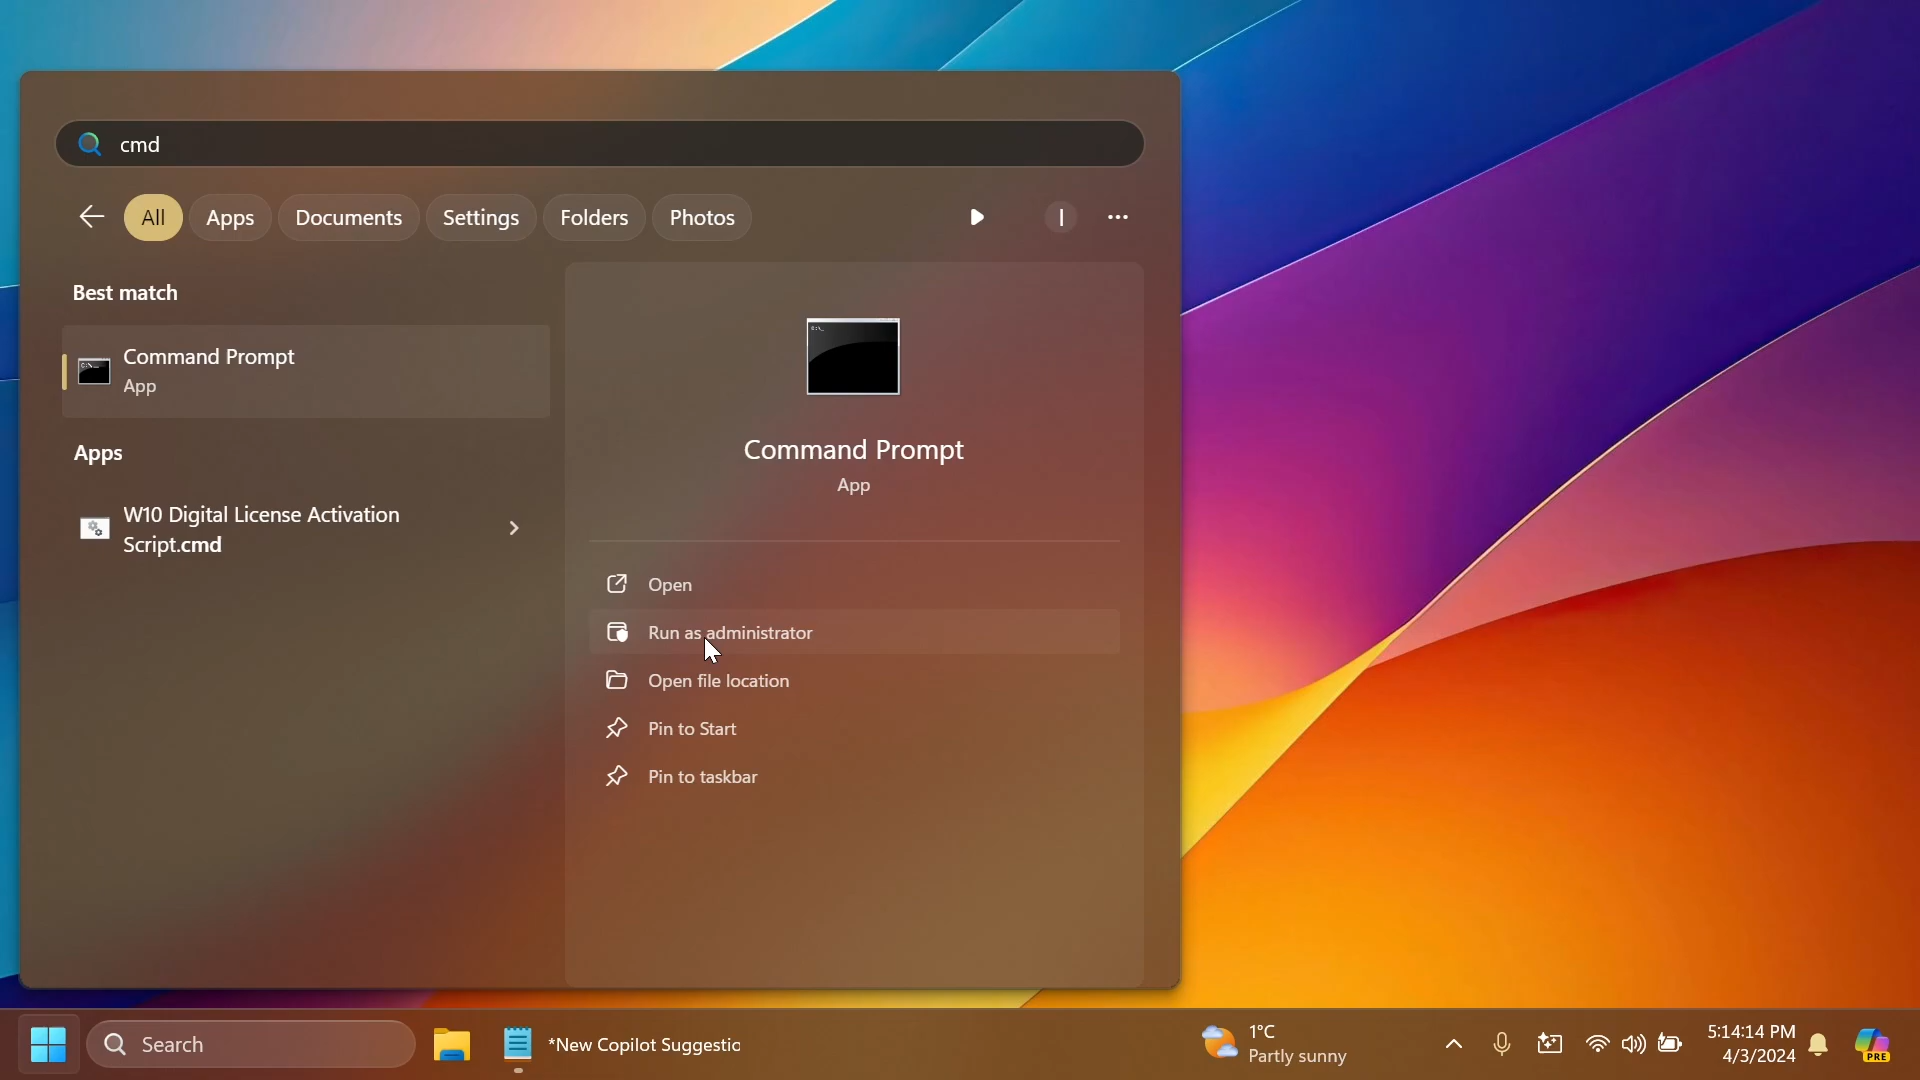 cmd
All
Apps
Documents
Settings
Folders
Photos
Best match
Command Prompt
App
Apps
W10 Digital License Activation
Script.cmd
Command Prompt
App
Open
Run as administrator
Open file location
Pin to Start
Pin to taskbar
Search
*New Copilot Suggestio
1°C
Partly sunny
5:14:14 PM
4/3/2024
PRE